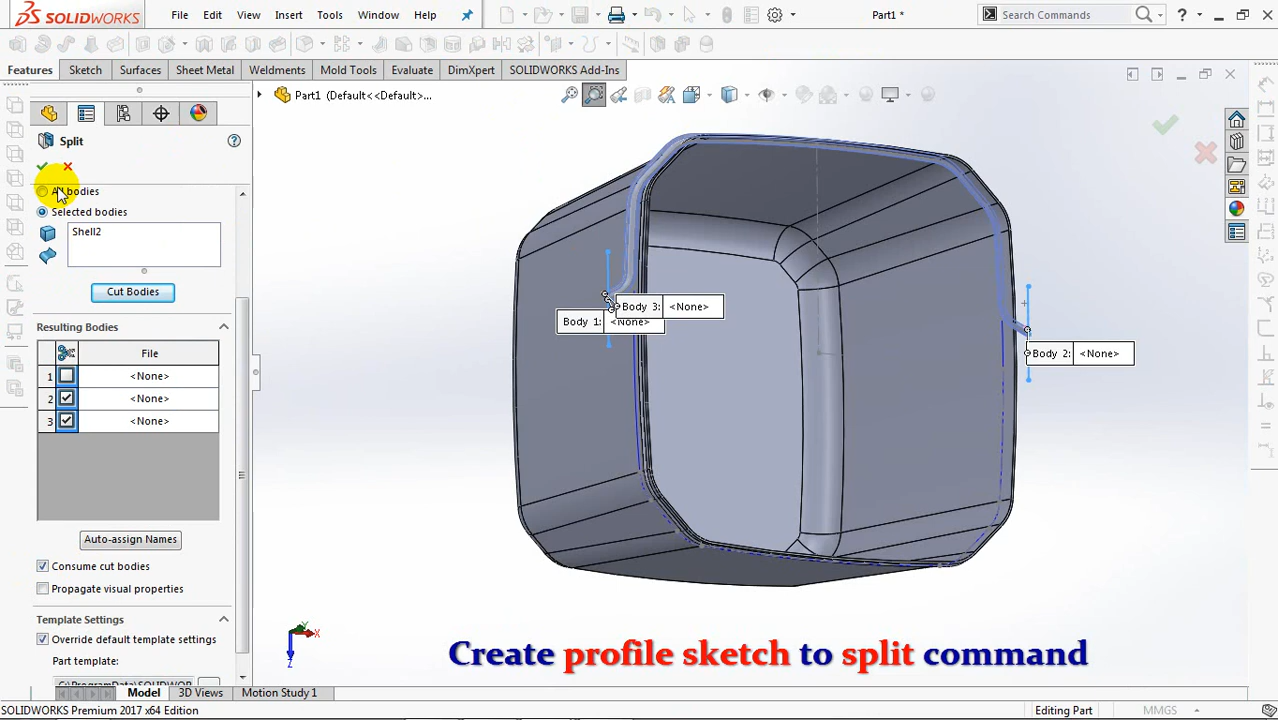 SOLIDWORKS File Edit View Insert Tools Window Help Part1 * Search Commands
Features Sketch Surfaces Sheet Metal Weldments Mold Tools Evaluate DimXpert SOLIDWORKS Add-Ins
Part1 (Default<<Default>...
Split
All bodies
Selected bodies
Shell2
Cut Bodies
Body 3: <None>
Body 1: <None>
Body 2: <None>
Resulting Bodies
File
1 <None>
2 <None>
3 <None>
Auto-assign Names
Consume cut bodies
Propagate visual properties
Template Settings
Override default template settings
Part template:
C:\ProgramData\SOLIDWOR
X
Z
Create profile sketch to split command
Model 3D Views Motion Study 1
SOLIDWORKS Premium 2017 x64 Edition Editing Part MMGS